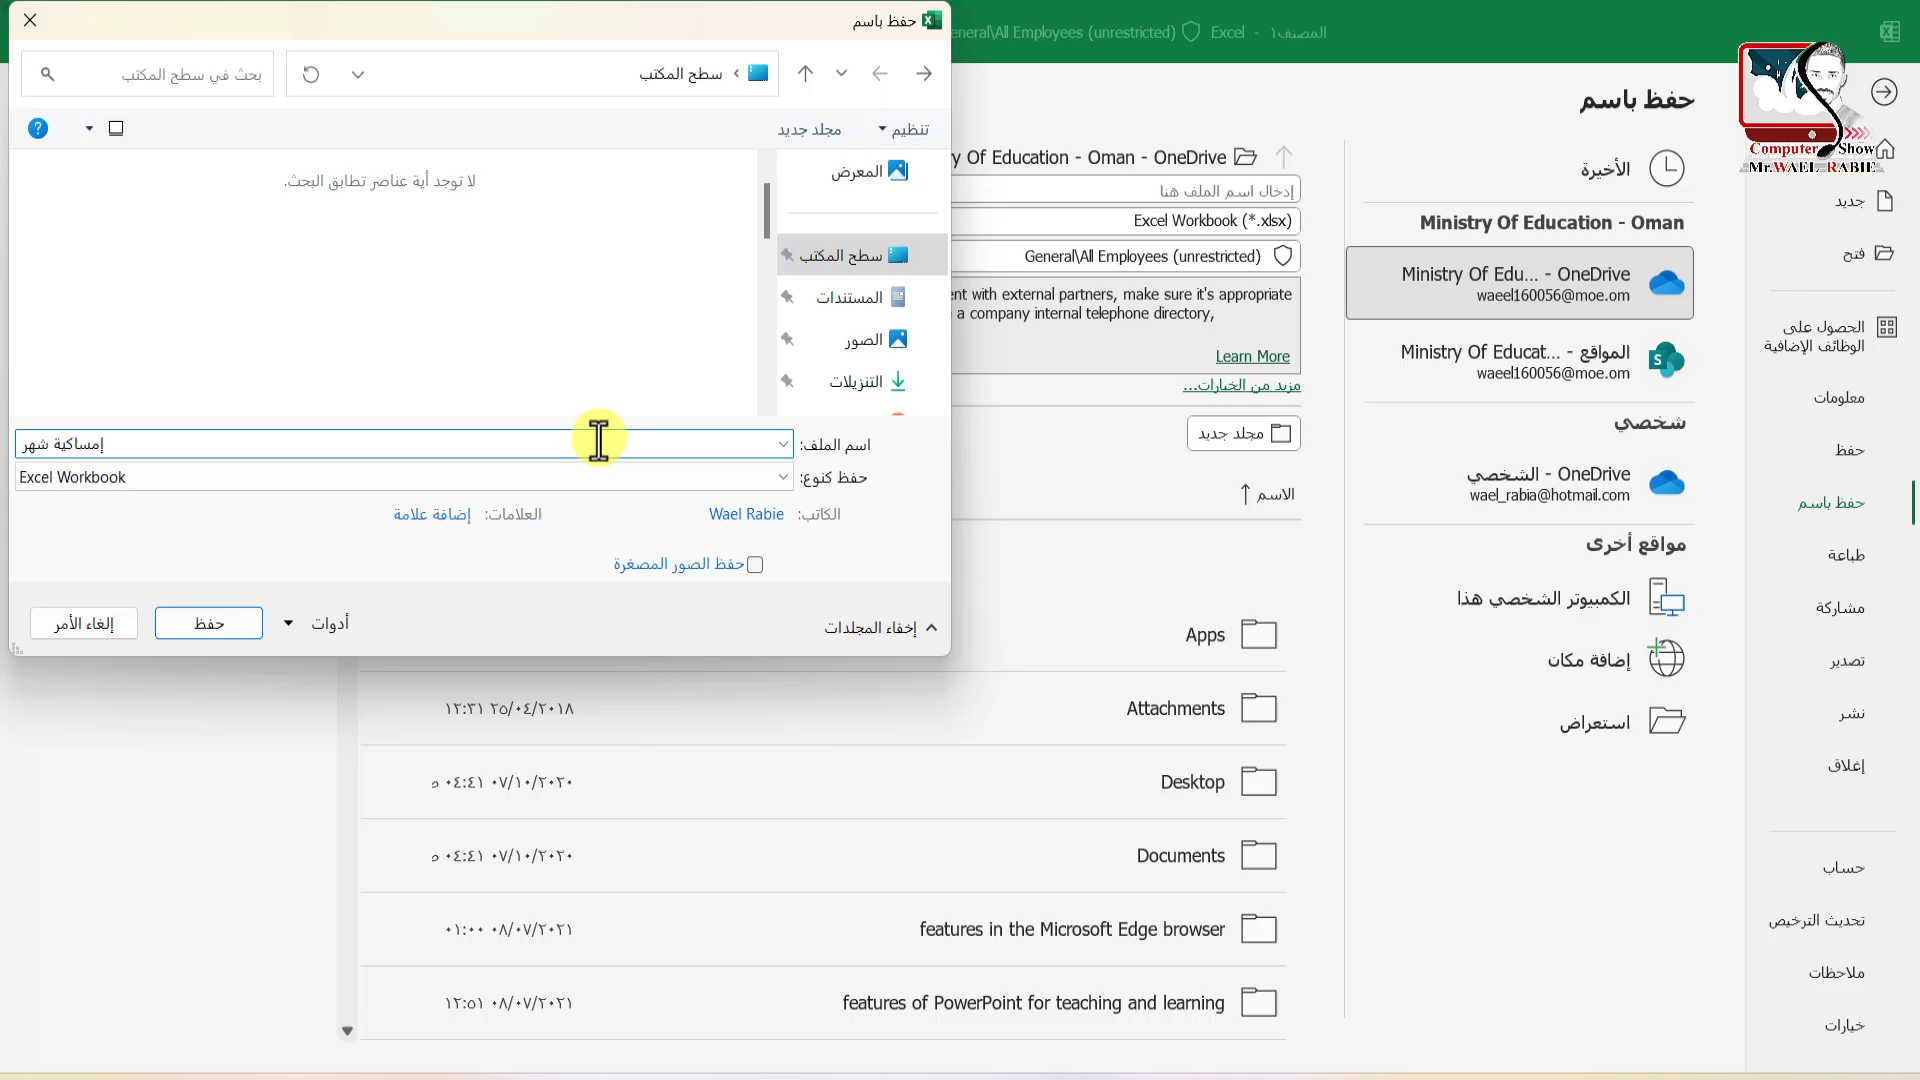 حفظ باسم
سطح المكتب
بحث في سطح المكتب
تنظيم
مجلد جديد
المعرض
سطح المكتب
المستندات
الصور
التنزيلات
لا توجد أية عناصر تطابق البحث.
اسم الملف:
إمساكية شهر
حفظ كنوع:
Excel Workbook
الكاتب: Wael Rabie
العلامات: إضافة علامة
حفظ الصور المصغرة
إخفاء المجلدات
أدوات
حفظ
إلغاء الأمر
المصنف١ - Excel
General\All Employees (unrestricted)
Computer Show
Mr.WAEL RABIE
جديد
فتح
الحصول على
الوظائف الإضافية
معلومات
حفظ
حفظ باسم
طباعة
مشاركة
تصدير
نشر
إغلاق
حساب
تحديث الترخيص
ملاحظات
خيارات
حفظ باسم
الأخيرة
Ministry Of Education - Oman
Ministry Of Edu... - OneDrive
waeel160056@moe.om
المواقع - Ministry Of Educat...
waeel160056@moe.om
شخصي
OneDrive - الشخصي
wael_rabia@hotmail.com
مواقع أخرى
الكمبيوتر الشخصي هذا
إضافة مكان
استعراض
y Of Education - Oman - OneDrive
إدخال اسم الملف هنا
Excel Workbook (*.xlsx)
General\All Employees (unrestricted)
nt with external partners, make sure it's appropriate
a company internal telephone directory,
Learn More
مزيد من الخيارات...
مجلد جديد
الاسم
Apps
Attachments
٢٥/٠٤/٢٠١٨ ١٢:٣١
Desktop
٠٧/١٠/٢٠٢٠ ٠٤:٤١ ص
Documents
٠٧/١٠/٢٠٢٠ ٠٤:٤١ ص
features in the Microsoft Edge browser
٠٨/٠٧/٢٠٢١ ٠١:٠٠
features of PowerPoint for teaching and learning
٠٨/٠٧/٢٠٢١ ١٢:٥١